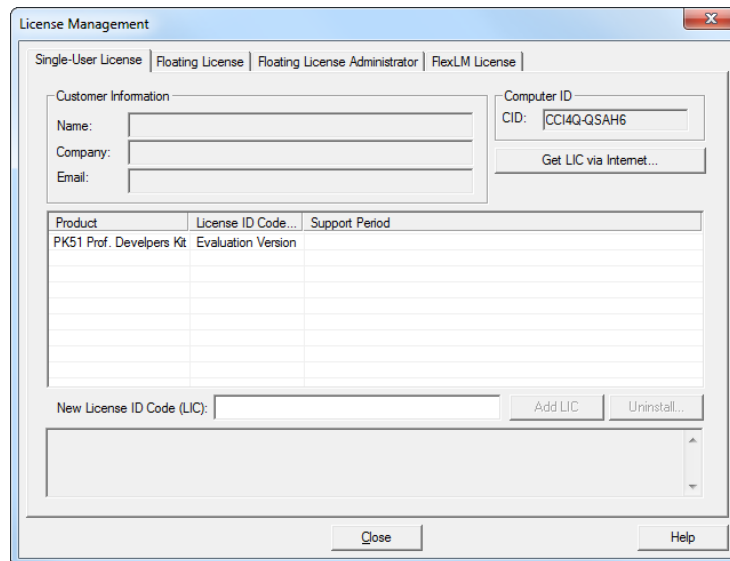 License Management
Single-User License Floating License Floating License Administrator FlexLM License
Customer Information
Name:
Company:
Email:
Computer ID
CID: CCI4Q-QSAH6
Get LIC via Internet...
Product License ID Code... Support Period
PK51 Prof. Develpers Kit Evaluation Version
New License ID Code (LIC): Add LIC Uninstall...
Close Help